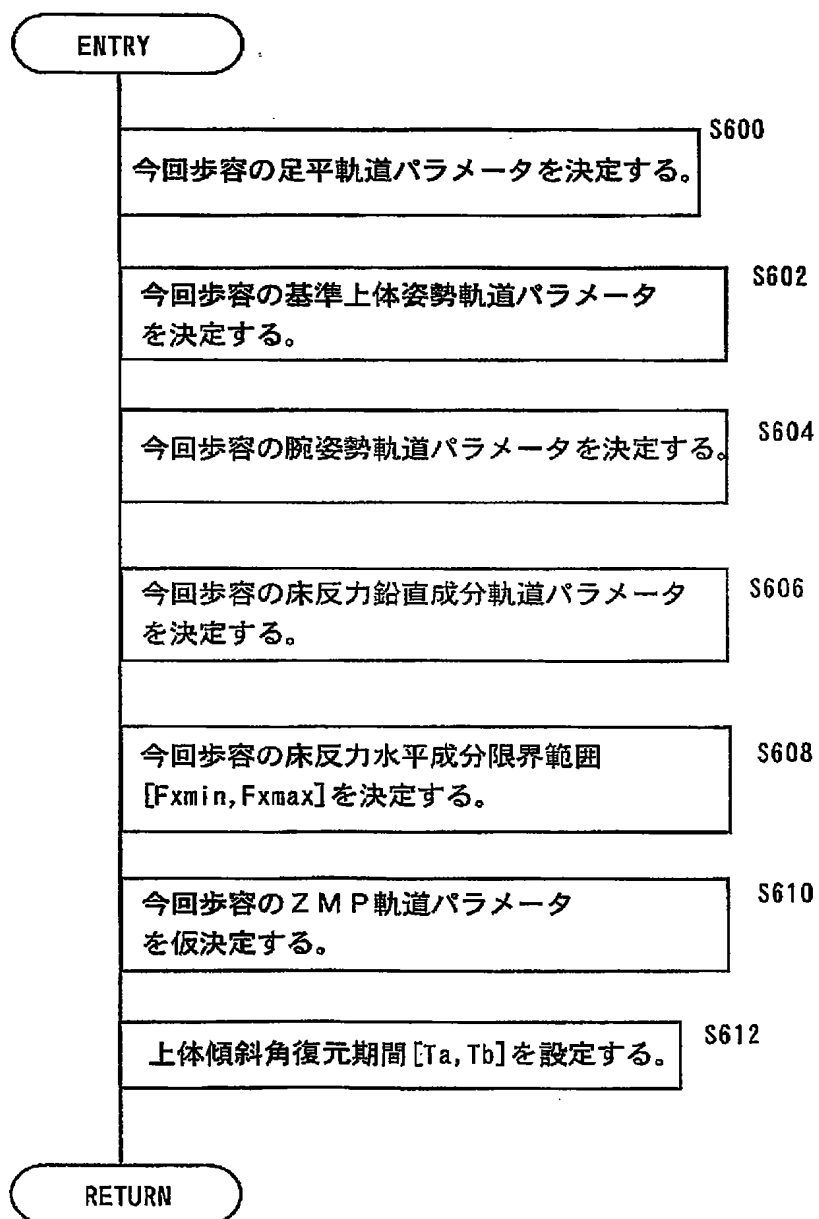 ENTRY
S600
今回歩容の足平軌道パラメータを決定する。
S602
今回歩容の基準上体姿勢軌道パラメータ
を決定する。
S604
今回歩容の腕姿勢軌道パラメータを決定する。
S606
今回歩容の床反力鉛直成分軌道パラメータ
を決定する。
S608
今回歩容の床反力水平成分限界範囲
[Fxmin,Fxmax]を決定する。
S610
今回歩容のＺＭＰ軌道パラメータ
を仮決定する。
S612
上体傾斜角復元期間[Ta,Tb]を設定する。
RETURN